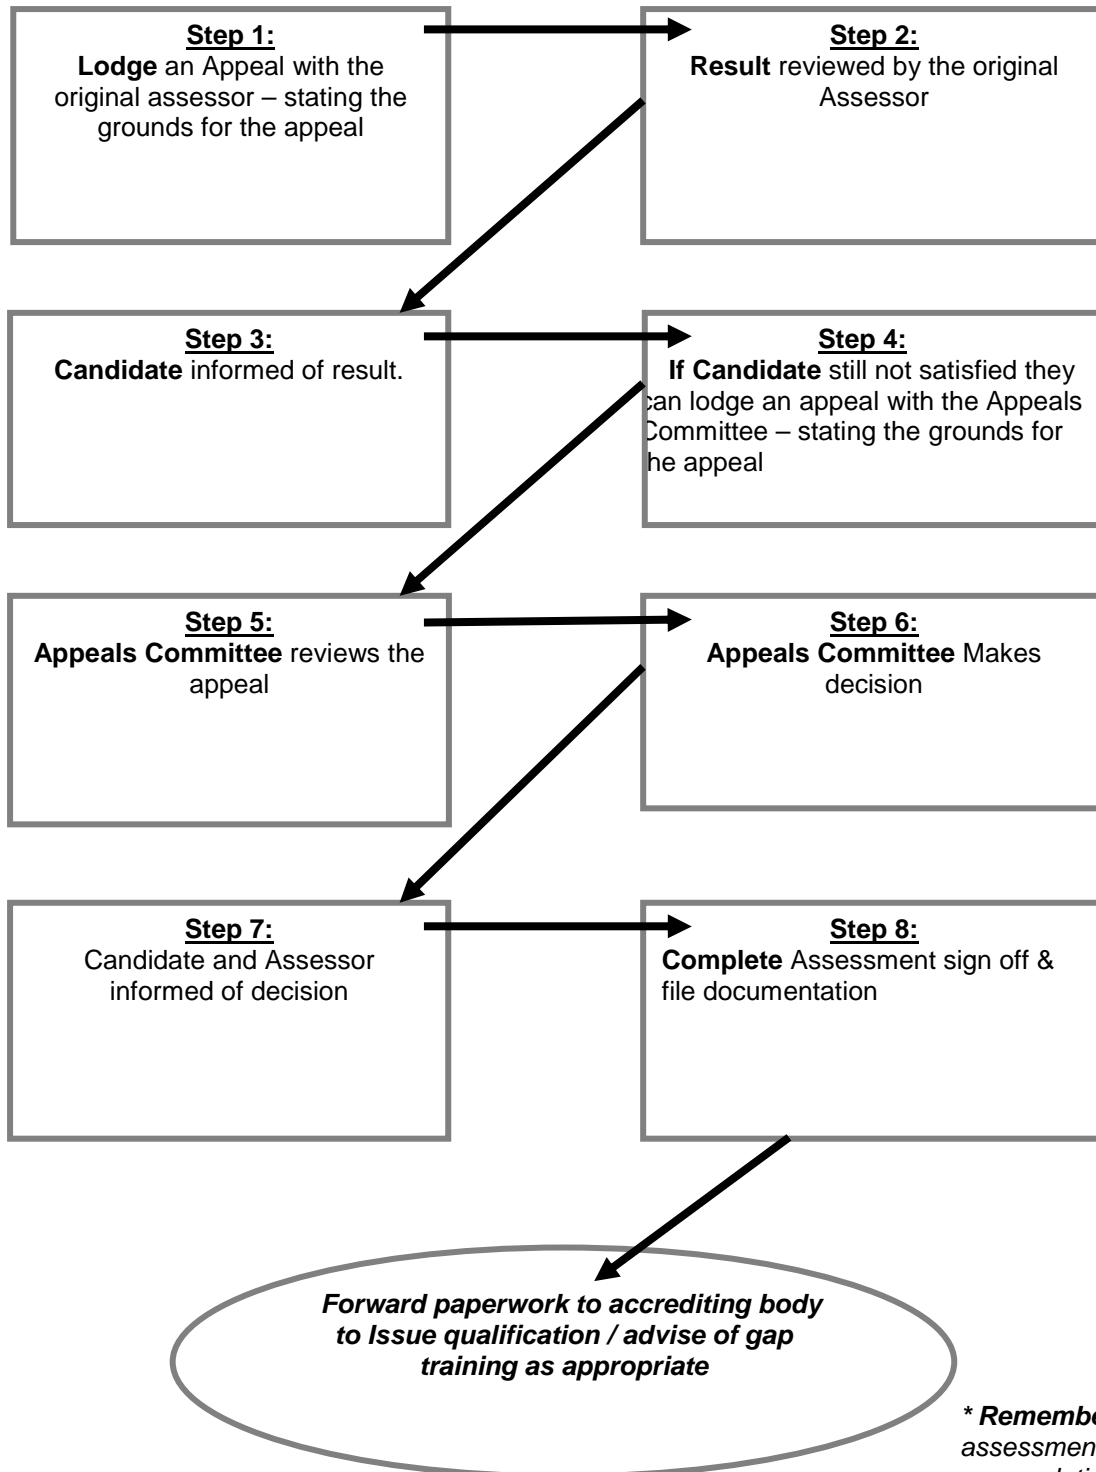 Step 1:
Lodge an Appeal with the
original assessor – stating the
grounds for the appeal
Step 2:
Result reviewed by the original
Assessor
Step 3:
Candidate informed of result.
Step 4:
If Candidate still not satisfied they
can lodge an appeal with the Appeals
Committee – stating the grounds for
the appeal
Step 5:
Appeals Committee reviews the
appeal
Step 6:
Appeals Committee Makes
decision
Step 7:
Candidate and Assessor
informed of decision
Step 8:
Complete Assessment sign off &
file documentation
Forward paperwork to accrediting body
to Issue qualification / advise of gap
training as appropriate
* Remembe
assessmen